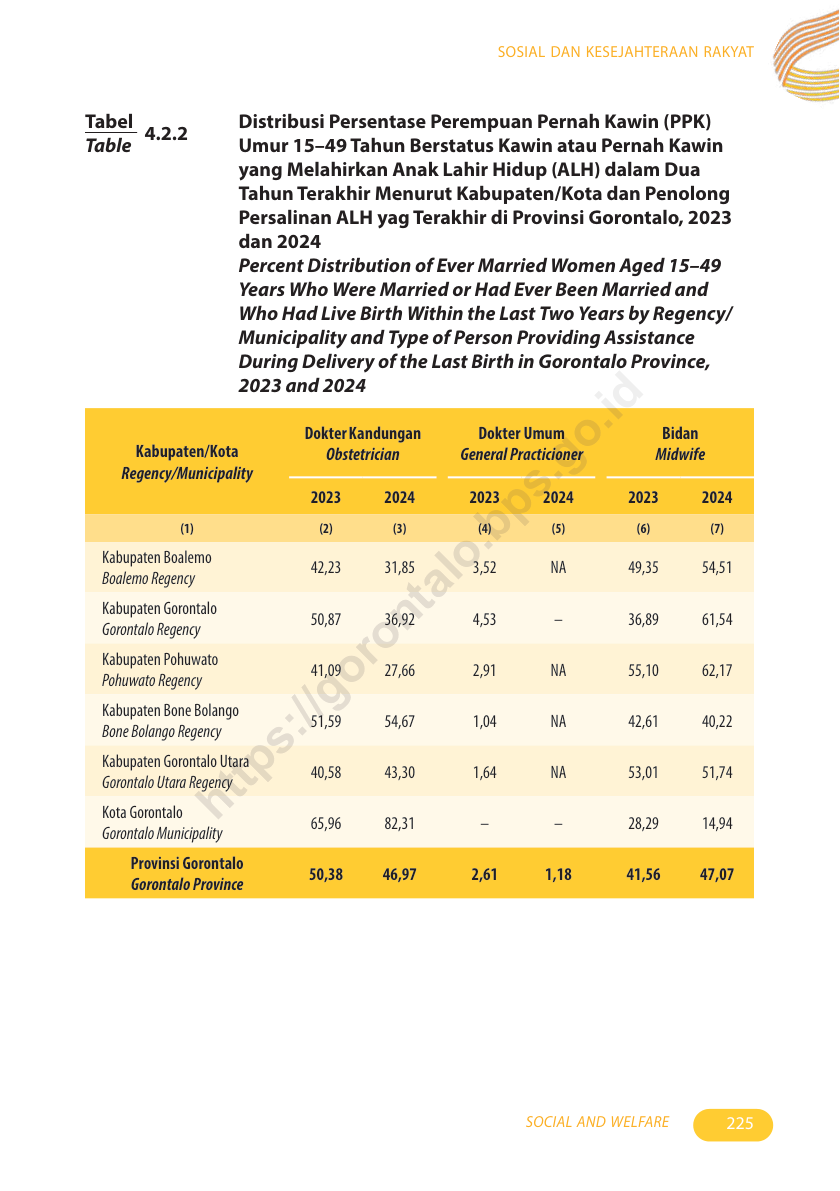 SOSIAL DAN KESEJAHTERAAN RAKYAT
Tabel
Table
4.2.2
Distribusi Persentase Perempuan Pernah Kawin (PPK)
Umur 15–49 Tahun Berstatus Kawin atau Pernah Kawin
yang Melahirkan Anak Lahir Hidup (ALH) dalam Dua
Tahun Terakhir Menurut Kabupaten/Kota dan Penolong
Persalinan ALH yag Terakhir di Provinsi Gorontalo, 2023
dan 2024
Percent Distribution of Ever Married Women Aged 15–49
Years Who Were Married or Had Ever Been Married and
Who Had Live Birth Within the Last Two Years by Regency/
Municipality and Type of Person Providing Assistance
During Delivery of the Last Birth in Gorontalo Province,
2023 and 2024
Kabupaten/Kota
Regency/Municipality
Dokter Kandungan
Obstetrician
Dokter Umum
General Practicioner
Bidan
Midwife
2023 2024 2023 2024 2023 2024
(1) (2) (3) (4) (5) (6) (7)
Kabupaten Boalemo
Boalemo Regency
42,23 31,85 3,52 NA 49,35 54,51
Kabupaten Gorontalo
Gorontalo Regency
50,87 36,92 4,53 – 36,89 61,54
Kabupaten Pohuwato
Pohuwato Regency
41,09 27,66 2,91 NA 55,10 62,17
Kabupaten Bone Bolango
Bone Bolango Regency
51,59 54,67 1,04 NA 42,61 40,22
Kabupaten Gorontalo Utara
Gorontalo Utara Regency
40,58 43,30 1,64 NA 53,01 51,74
Kota Gorontalo
Gorontalo Municipality
65,96 82,31 – – 28,29 14,94
Provinsi Gorontalo
Gorontalo Province
50,38 46,97 2,61 1,18 41,56 47,07
https://gorontalo.bps.go.id
SOCIAL AND WELFARE
225